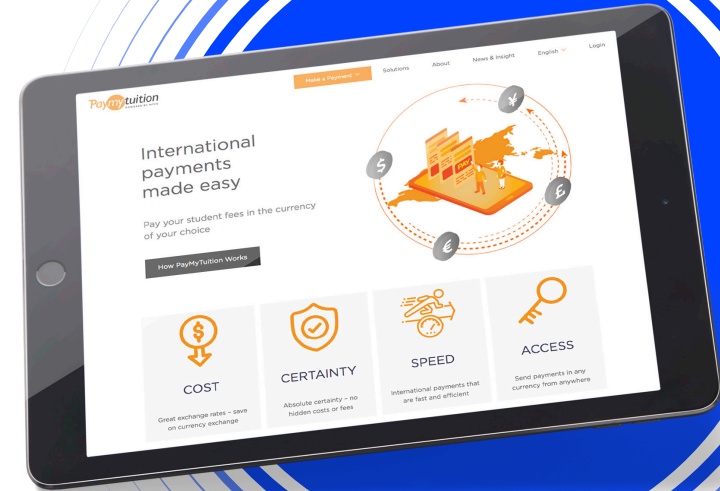 Paymytuition
Make a Payment
Solutions
About
News & Insight
English
Login
International
payments
made easy
Pay your student fees in the currency
of your choice
How PayMyTuition Works
PAY
$
¥
£
€
$
COST
Great exchange rates – save
on currency exchange
CERTAINTY
Absolute certainty – no
hidden costs or fees
SPEED
International payments that
are fast and efficient
ACCESS
Send payments in any
currency from anywhere